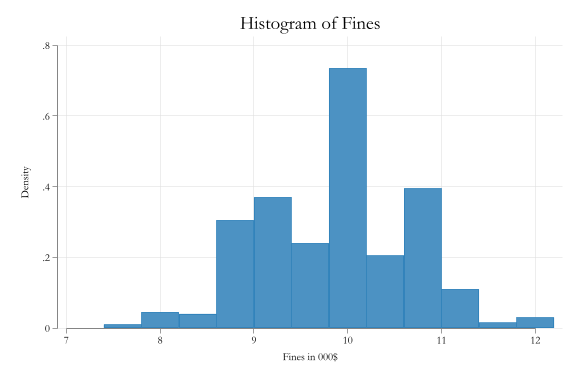 Histogram of Fines
.8
.6
.4
.2
0
Density
7 8 9 10 11 12
Fines in 000$